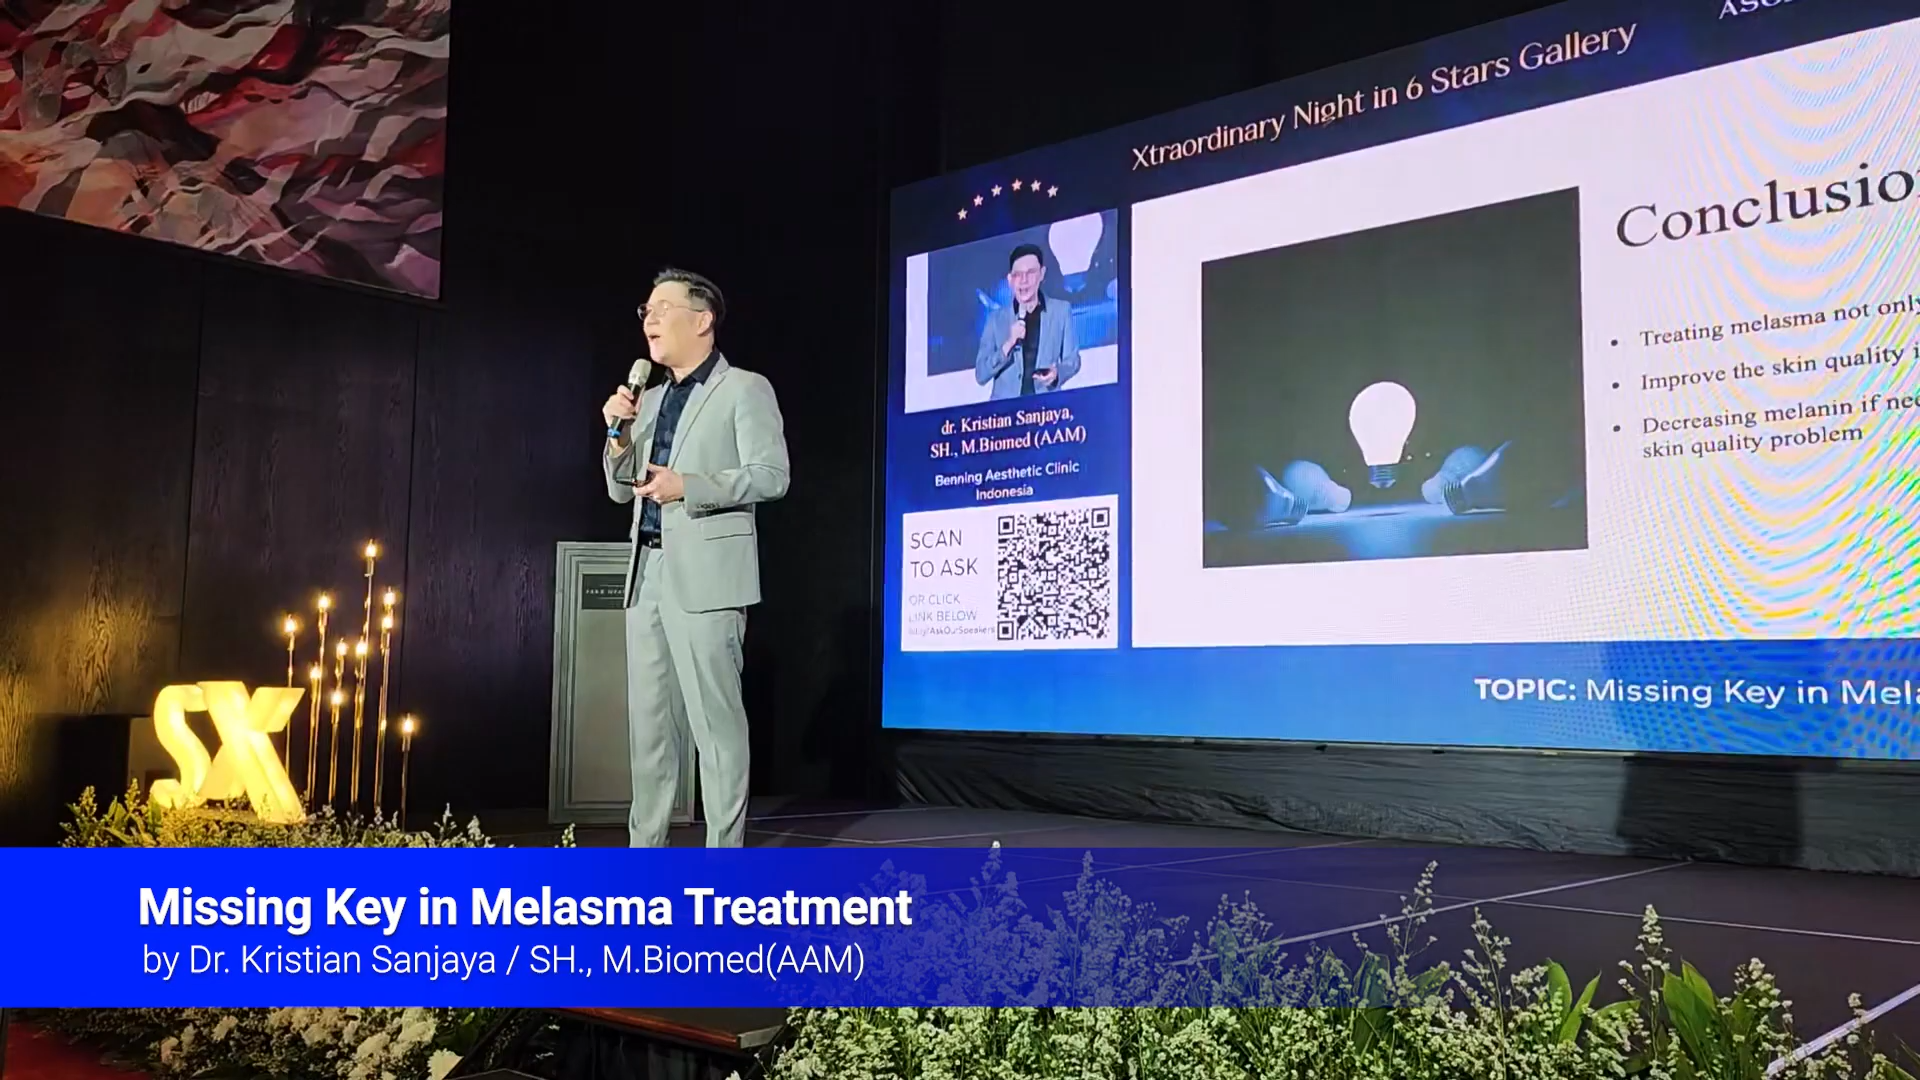 Xtraordinary Night in 6 Stars Gallery
dr. Kristian Sanjaya,
SH., M.Biomed (AAM)
Benning Aesthetic Clinic
Indonesia
SCAN
TO ASK
OR CLICK
LINK BELOW
Conclusio
• Treating melasma not only
• Improve the skin quality
• Decreasing melanin if nee
skin quality problem
TOPIC: Missing Key in Mela
SX
Missing Key in Melasma Treatment
by Dr. Kristian Sanjaya / SH., M.Biomed(AAM)